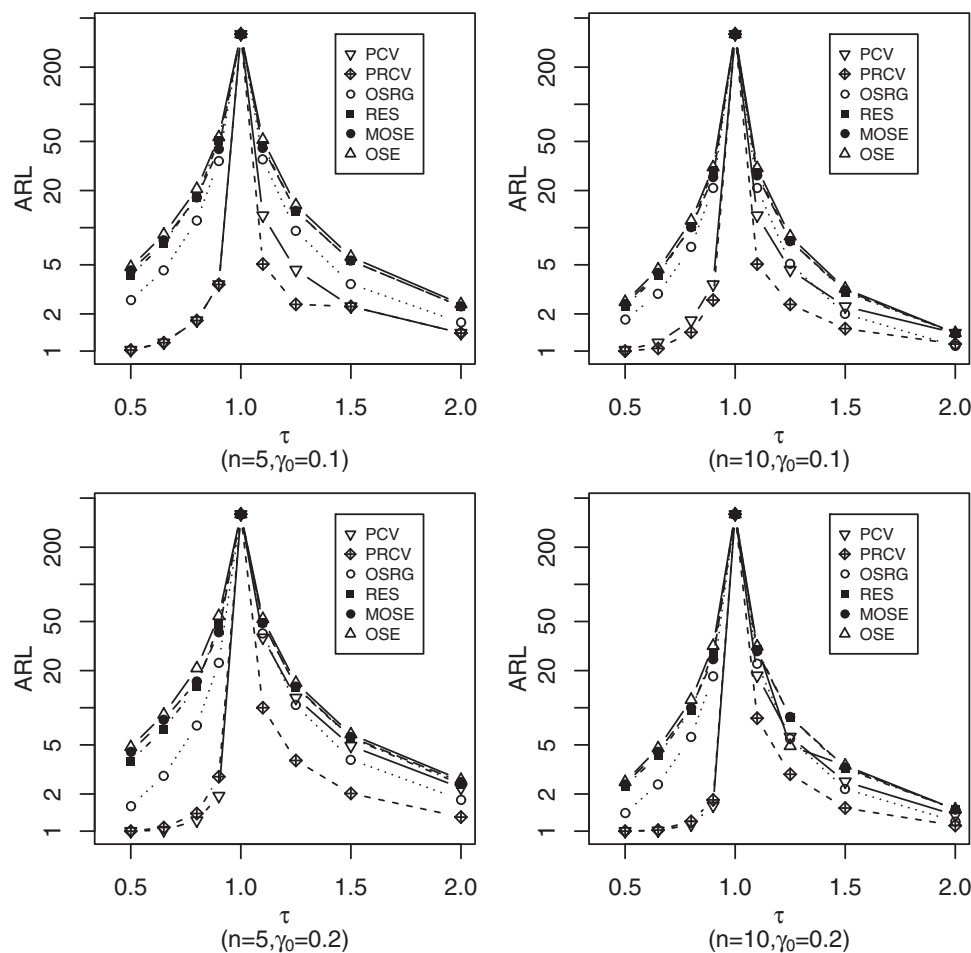 ARL
200
50
20
5
2
1
PCV
PRCV
OSRG
RES
MOSE
OSE
0.5 1.0 1.5 2.0
τ
(n=5,γ0=0.1)
ARL
200
50
20
5
2
1
PCV
PRCV
OSRG
RES
MOSE
OSE
0.5 1.0 1.5 2.0
τ
(n=10,γ0=0.1)
ARL
200
50
20
5
2
1
PCV
PRCV
OSRG
RES
MOSE
OSE
0.5 1.0 1.5 2.0
τ
(n=5,γ0=0.2)
ARL
200
50
20
5
2
1
PCV
PRCV
OSRG
RES
MOSE
OSE
0.5 1.0 1.5 2.0
τ
(n=10,γ0=0.2)